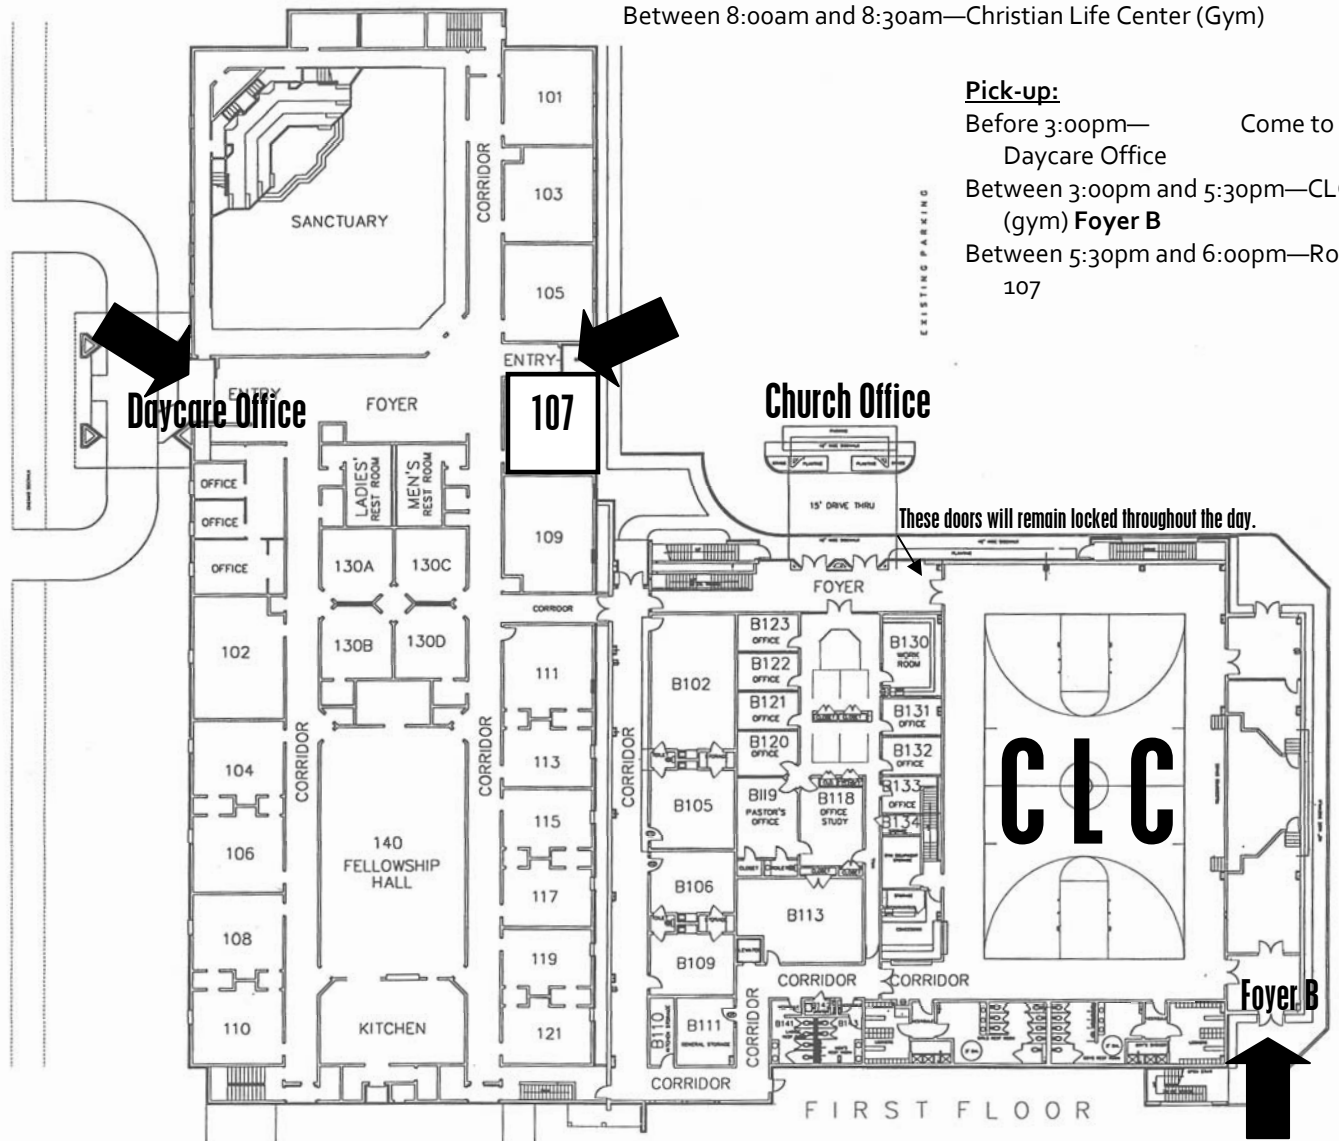 Between 8:00am and 8:30am—Christian Life Center (Gym)
Pick-up:
Before 3:00pm— Come to
Daycare Office
Between 3:00pm and 5:30pm—CL
(gym) Foyer B
Between 5:30pm and 6:00pm—Ro
107
EXISTING PARKING
101
103
105
CORRIDOR
SANCTUARY
ENTRY
ENTRY
Daycare Office
FOYER
107
Church Office
15' DRIVE THRU
These doors will remain locked throughout the day.
FOYER
OFFICE
OFFICE
OFFICE
LADIES'
REST ROOM
MEN'S
REST ROOM
109
130A
130C
130B
130D
CORRIDOR
102
104
106
108
110
CORRIDOR
CORRIDOR
CORRIDOR
140
FELLOWSHIP
HALL
KITCHEN
111
113
115
117
119
121
B102
B105
B106
B109
B110
B111
GENERAL STORAGE
B123
OFFICE
B122
OFFICE
B121
OFFICE
B120
OFFICE
B119
PASTOR'S
OFFICE
B118
OFFICE
STUDY
B113
B130
WORK
ROOM
B131
OFFICE
B132
OFFICE
B133
OFFICE
B134
CLC
CORRIDOR
CORRIDOR
CORRIDOR
CORRIDOR
B141
B143
Foyer B
FIRST FLOOR